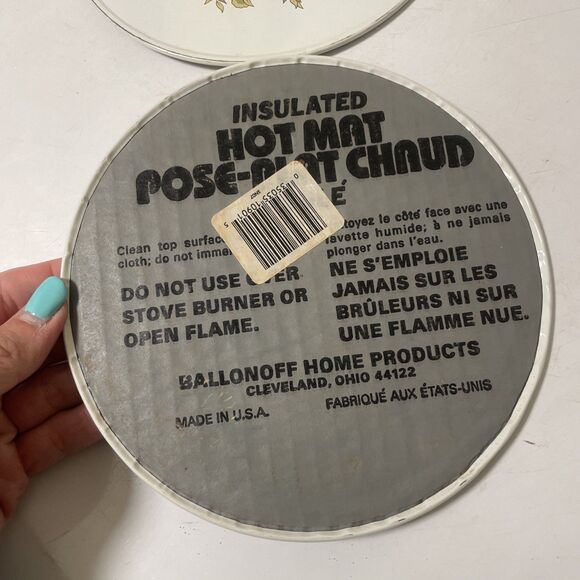 INSULATED
HOT MAT
POSE-PLAT CHAUD
É
Clean top surfac
cloth; do not imme
DO NOT USE OVER
STOVE BURNER OR
OPEN FLAME.
toyez le côté face avec une
lavette humide; à ne jamais
plonger dans l'eau.
NE S'EMPLOIE
JAMAIS SUR LES
BRÛLEURS NI SUR
UNE FLAMME NUE.
BALLONOFF HOME PRODUCTS
CLEVELAND, OHIO 44122
MADE IN U.S.A.
FABRIQUÉ AUX ÉTATS-UNIS